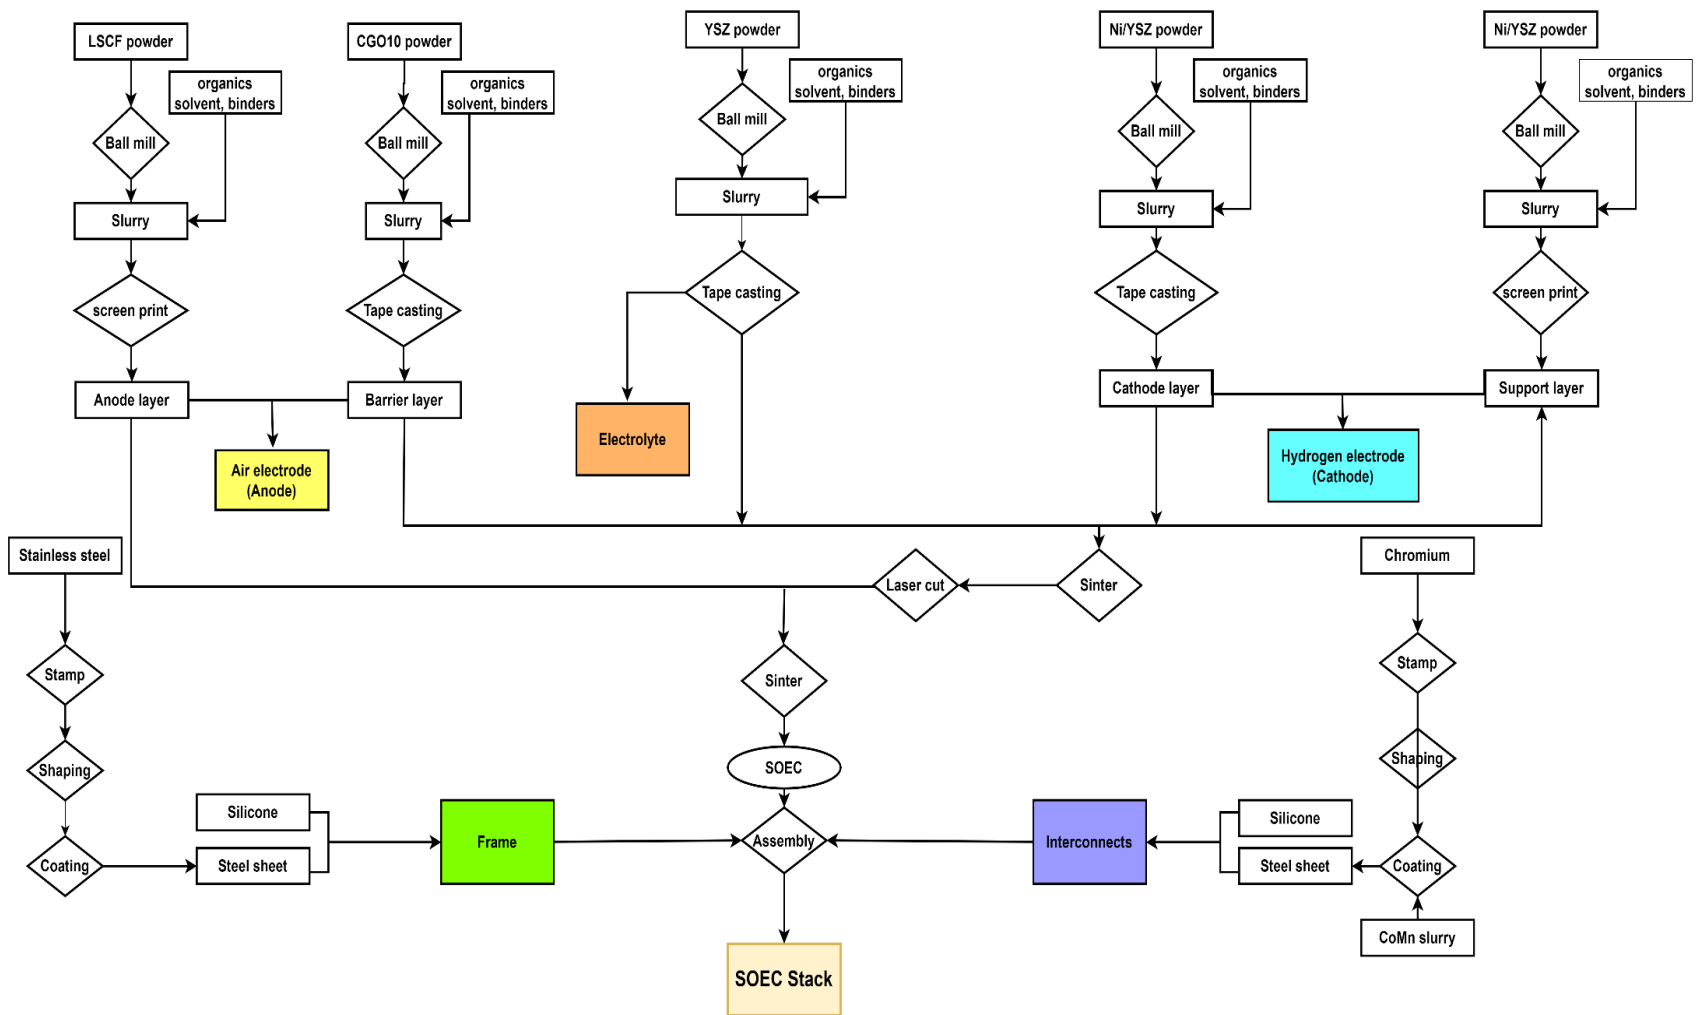 LSCF powder
CGO10 powder
YSZ powder
Ni/YSZ powder
Ni/YSZ powder
organics
solvent, binders
organics
solvent, binders
organics
solvent, binders
organics
solvent, binders
organics
solvent, binders
Ball mill
Ball mill
Ball mill
Ball mill
Ball mill
Slurry
Slurry
Slurry
Slurry
Slurry
screen print
Tape casting
Tape casting
Tape casting
screen print
Anode layer
Barrier layer
Cathode layer
Support layer
Air electrode
(Anode)
Electrolyte
Hydrogen electrode
(Cathode)
Stainless steel
Laser cut
Sinter
Chromium
Stamp
Sinter
Stamp
Shaping
SOEC
Shaping
Silicone
Silicone
Coating
Steel sheet
Frame
Assembly
Interconnects
Steel sheet
Coating
CoMn slurry
SOEC Stack